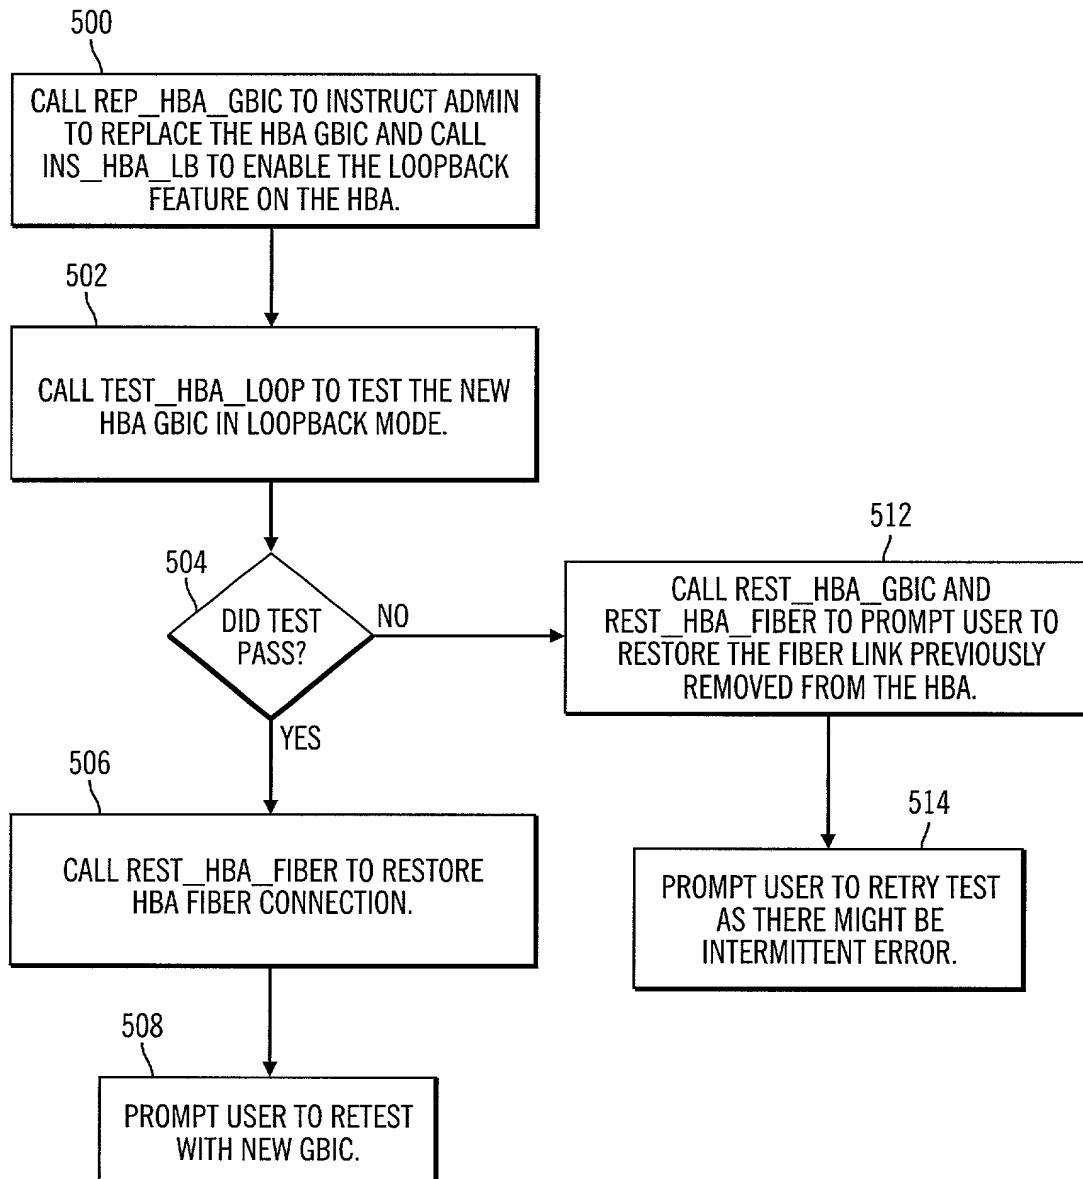 500
CALL REP_HBA_GBIC TO INSTRUCT ADMIN
TO REPLACE THE HBA GBIC AND CALL
INS_HBA_LB TO ENABLE THE LOOPBACK
FEATURE ON THE HBA.
502
CALL TEST_HBA_LOOP TO TEST THE NEW
HBA GBIC IN LOOPBACK MODE.
504
DID TEST
PASS?
NO
YES
512
CALL REST_HBA_GBIC AND
REST_HBA_FIBER TO PROMPT USER TO
RESTORE THE FIBER LINK PREVIOUSLY
REMOVED FROM THE HBA.
506
CALL REST_HBA_FIBER TO RESTORE
HBA FIBER CONNECTION.
514
PROMPT USER TO RETRY TEST
AS THERE MIGHT BE
INTERMITTENT ERROR.
508
PROMPT USER TO RETEST
WITH NEW GBIC.